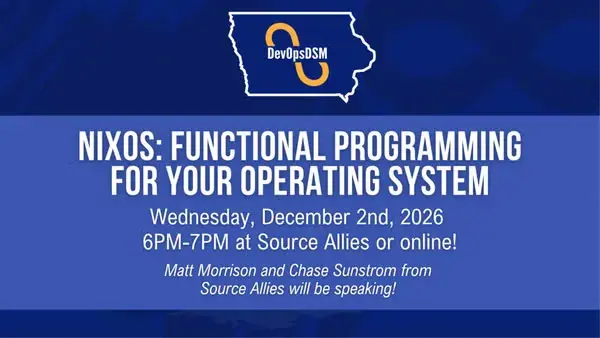 DevOpsDSM
NIXOS: FUNCTIONAL PROGRAMMING
FOR YOUR OPERATING SYSTEM
Wednesday, December 2nd, 2026
6PM-7PM at Source Allies or online!
Matt Morrison and Chase Sunstrom from
Source Allies will be speaking!